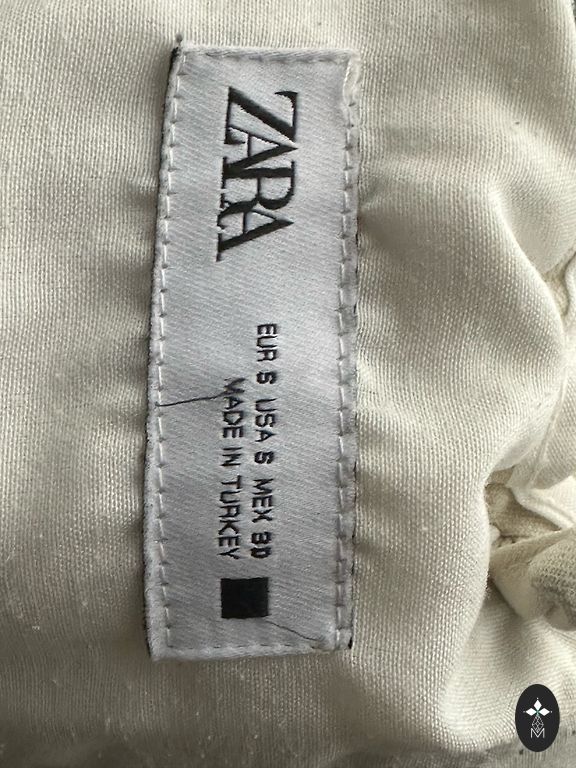 ZARA
EUR S USA S MEX 30
MADE IN TURKEY
M